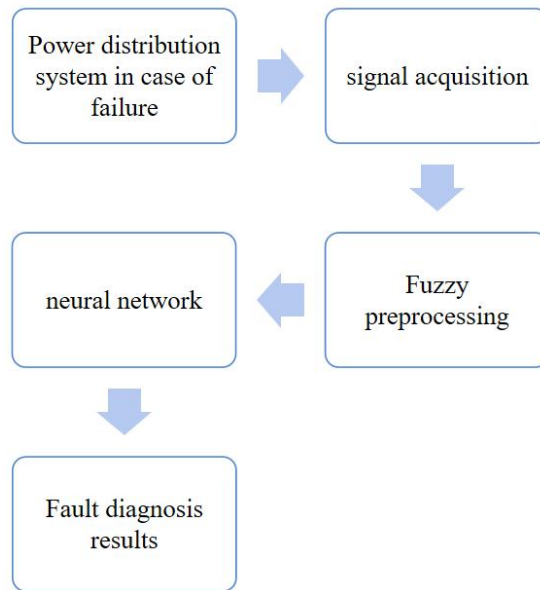 Power distribution
system in case of
failure
signal acquisition
Fuzzy
preprocessing
neural network
Fault diagnosis
results